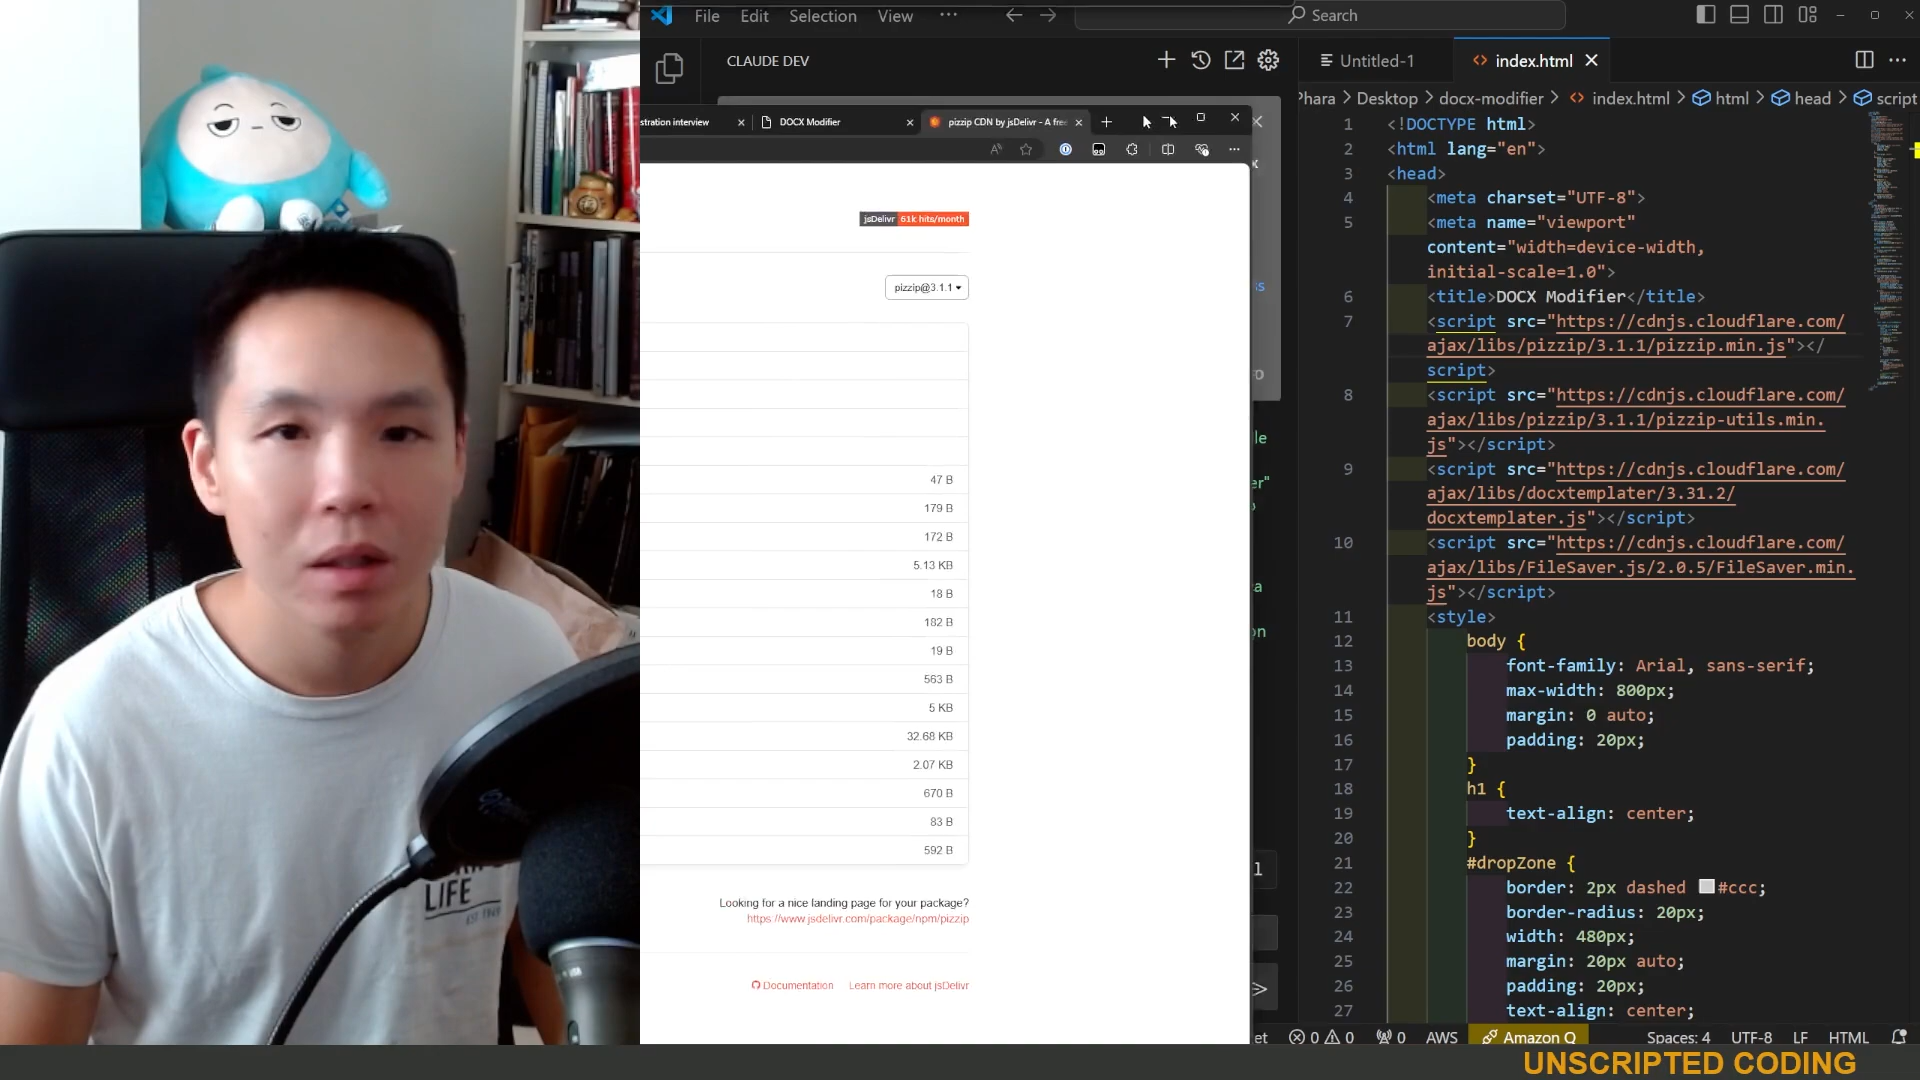 File Edit Selection View ···
Search
CLAUDE DEV
Untitled-1
index.html
Phara > Desktop > docx-modifier > index.html > html > head > script
stration interview
DOCX Modifier
pizzip CDN by jsDelivr - A free
jsDelivr 61k hits/month
pizzip@3.1.1
47 B
179 B
172 B
5.13 KB
18 B
182 B
19 B
563 B
5 KB
32.68 KB
2.07 KB
670 B
83 B
592 B
Looking for a nice landing page for your package?
https://www.jsdelivr.com/package/npm/pizzip
Documentation Learn more about jsDelivr
1 <!DOCTYPE html>
2 <html lang="en">
3 <head>
4 <meta charset="UTF-8">
5 <meta name="viewport"
content="width=device-width,
initial-scale=1.0">
6 <title>DOCX Modifier</title>
7 <script src="https://cdnjs.cloudflare.com/
ajax/libs/pizzip/3.1.1/pizzip.min.js"></
script>
8 <script src="https://cdnjs.cloudflare.com/
ajax/libs/pizzip/3.1.1/pizzip-utils.min.
js"></script>
9 <script src="https://cdnjs.cloudflare.com/
ajax/libs/docxtemplater/3.31.2/
docxtemplater.js"></script>
10 <script src="https://cdnjs.cloudflare.com/
ajax/libs/FileSaver.js/2.0.5/FileSaver.min.
js"></script>
11 <style>
12 body {
13 font-family: Arial, sans-serif;
14 max-width: 800px;
15 margin: 0 auto;
16 padding: 20px;
17 }
18 h1 {
19 text-align: center;
20 }
21 #dropZone {
22 border: 2px dashed #ccc;
23 border-radius: 20px;
24 width: 480px;
25 margin: 20px auto;
26 padding: 20px;
27 text-align: center;
et 0 0 0 AWS Amazon Q Spaces: 4 UTF-8 LF HTML
LIFE
UNSCRIPTED CODING